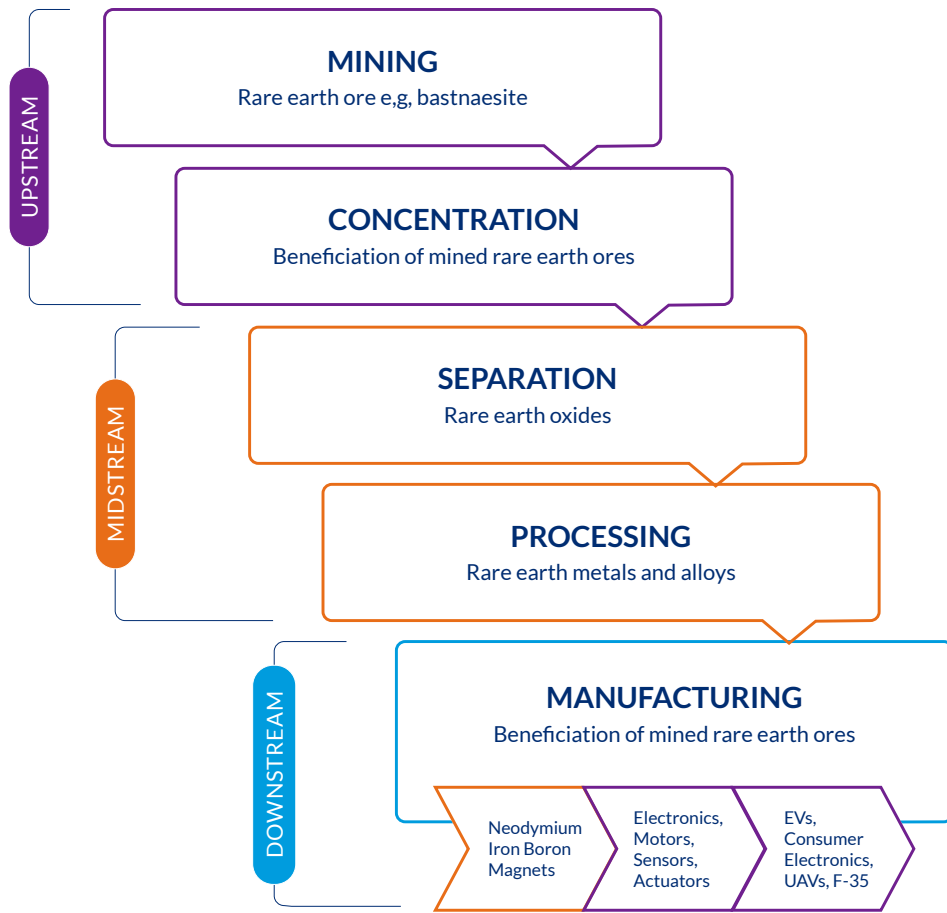 UPSTREAM
MINING
Rare earth ore e,g, bastnaesite
CONCENTRATION
Beneficiation of mined rare earth ores
MIDSTREAM
SEPARATION
Rare earth oxides
PROCESSING
Rare earth metals and alloys
DOWNSTREAM
MANUFACTURING
Beneficiation of mined rare earth ores
Neodymium
Iron Boron
Magnets
Electronics,
Motors,
Sensors,
Actuators
EVs,
Consumer
Electronics,
UAVs, F-35